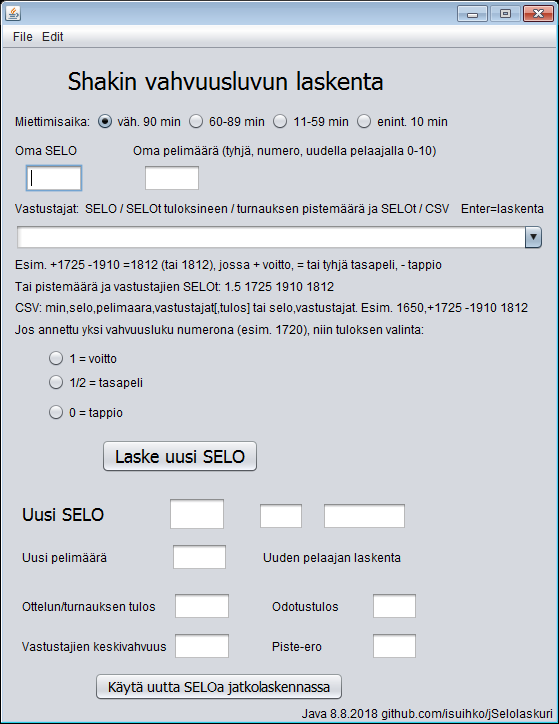 File Edit
Shakin vahvuusluvun laskenta
Miettimisaika: väh. 90 min 60-89 min 11-59 min enint. 10 min
Oma SELO Oma pelimäärä (tyhjä, numero, uudella pelaajalla 0-10)
Vastustajat: SELO / SELOt tuloksineen / turnauksen pistemäärä ja SELOt / CSV Enter=laskenta
Esim. +1725 -1910 =1812 (tai 1812), jossa + voitto, = tai tyhjä tasapeli, - tappio
Tai pistemäärä ja vastustajien SELOt: 1.5 1725 1910 1812
CSV: min,selo,pelimaara,vastustajat[,tulos] tai selo,vastustajat. Esim. 1650,+1725 -1910 1812
Jos annettu yksi vahvuusluku numerona (esim. 1720), niin tuloksen valinta:
1 = voitto
1/2 = tasapeli
0 = tappio
Laske uusi SELO
Uusi SELO
Uusi pelimäärä Uuden pelaajan laskenta
Ottelun/turnauksen tulos Odotustulos
Vastustajien keskivahvuus Piste-ero
Käytä uutta SELOa jatkolaskennassa
Java 8.8.2018 github.com/isuihko/jSelolaskuri